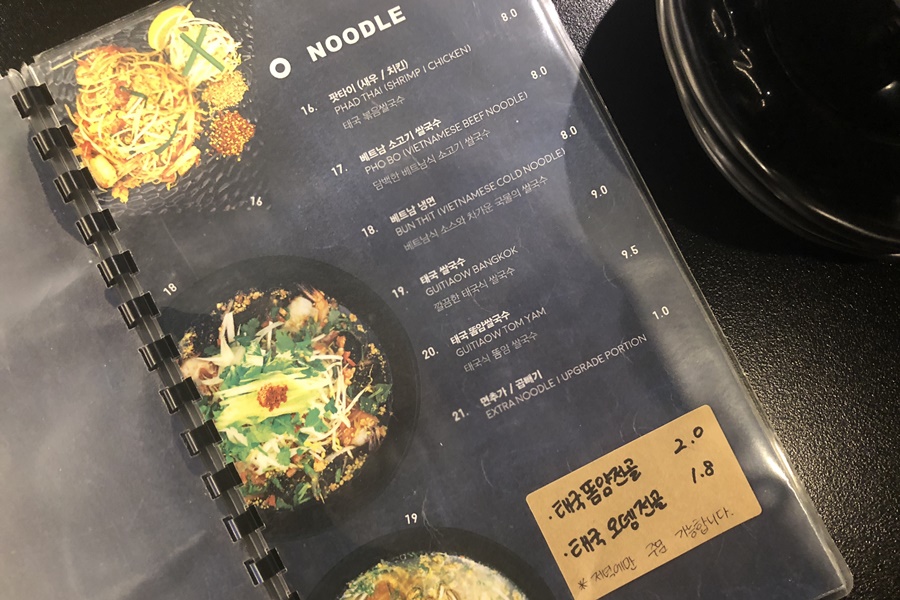 O NOODLE
16. 팟타이 (새우 / 치킨) 8.0
PHAD THAI (SHRIMP / CHICKEN)
태국 볶음쌀국수
17. 베트남 소고기 쌀국수 8.0
PHO BO (VIETNAMESE BEEF NOODLE)
담백한 베트남식 소고기 쌀국수
18. 베트남 냉면 8.0
BUN THIT (VIETNAMESE COLD NOODLE)
베트남식 소스와 차가운 국물의 쌀국수
19. 태국 쌀국수 9.0
GUITIAOW BANGKOK
깔끔한 태국식 쌀국수
20. 태국 똠양쌀국수 9.5
GUITIAOW TOM YAM
태국식 똠양 쌀국수
21. 면추가 / 곱빼기 1.0
EXTRA NOODLE / UPGRADE PORTION
16
18
19
·태국똠양전골 2.0
·태국 오뎅전골 1.8
※ 저녁에만 주문 가능합니다.